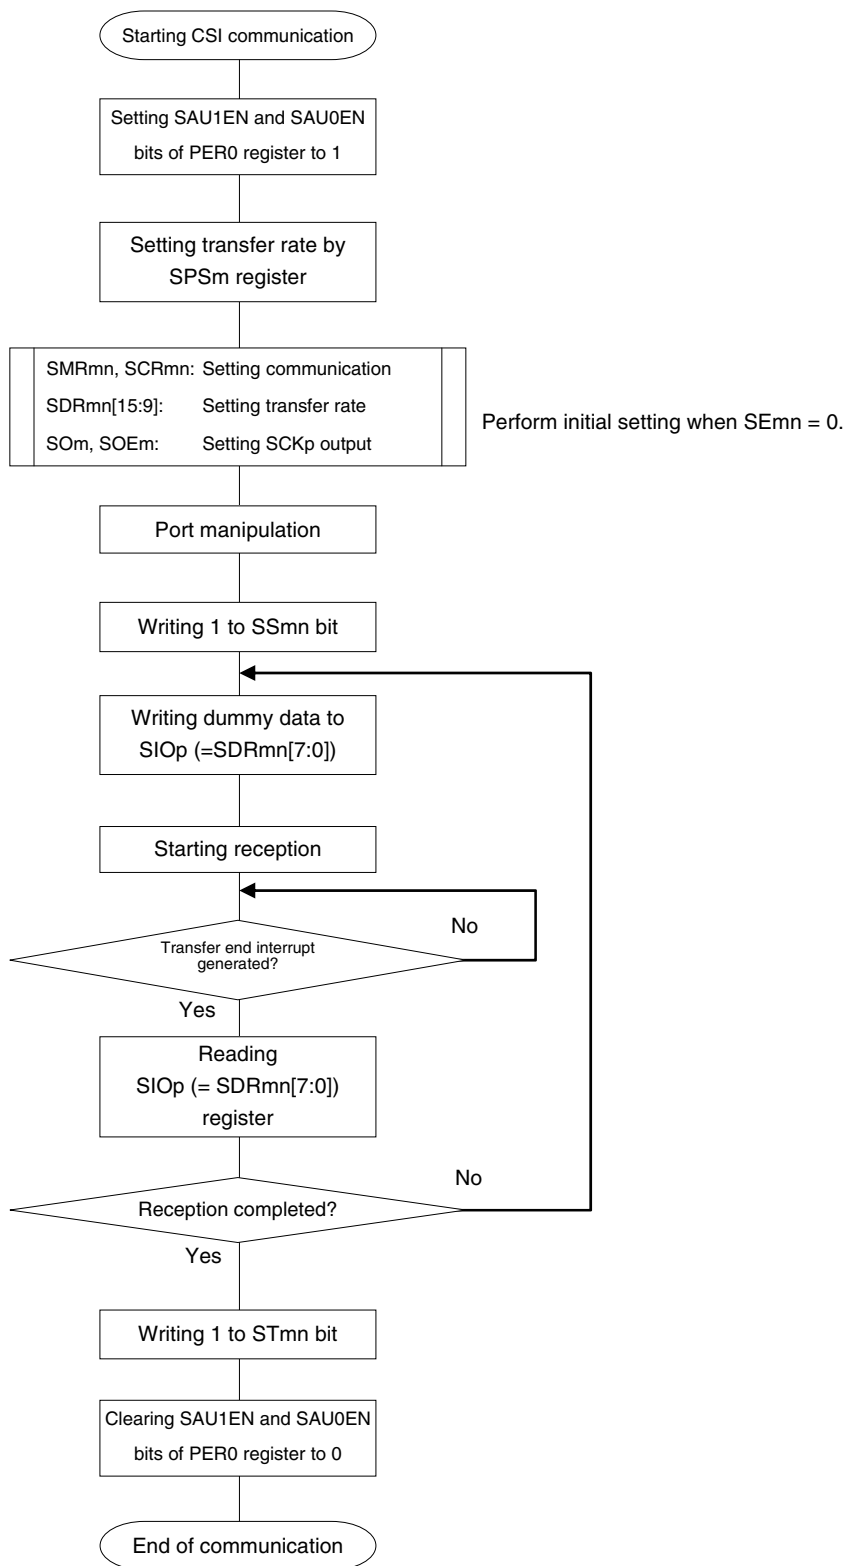 Starting CSI communication
Setting SAU1EN and SAU0EN
bits of PER0 register to 1
Setting transfer rate by
SPSm register
SMRmn, SCRmn: Setting communication
SDRmn[15:9]: Setting transfer rate
SOm, SOEm: Setting SCKp output
Perform initial setting when SEmn = 0.
Port manipulation
Writing 1 to SSmn bit
Writing dummy data to
SIOp (=SDRmn[7:0])
Starting reception
No
Transfer end interrupt
generated?
Yes
Reading
SIOp (= SDRmn[7:0])
register
No
Reception completed?
Yes
Writing 1 to STmn bit
Clearing SAU1EN and SAU0EN
bits of PER0 register to 0
End of communication